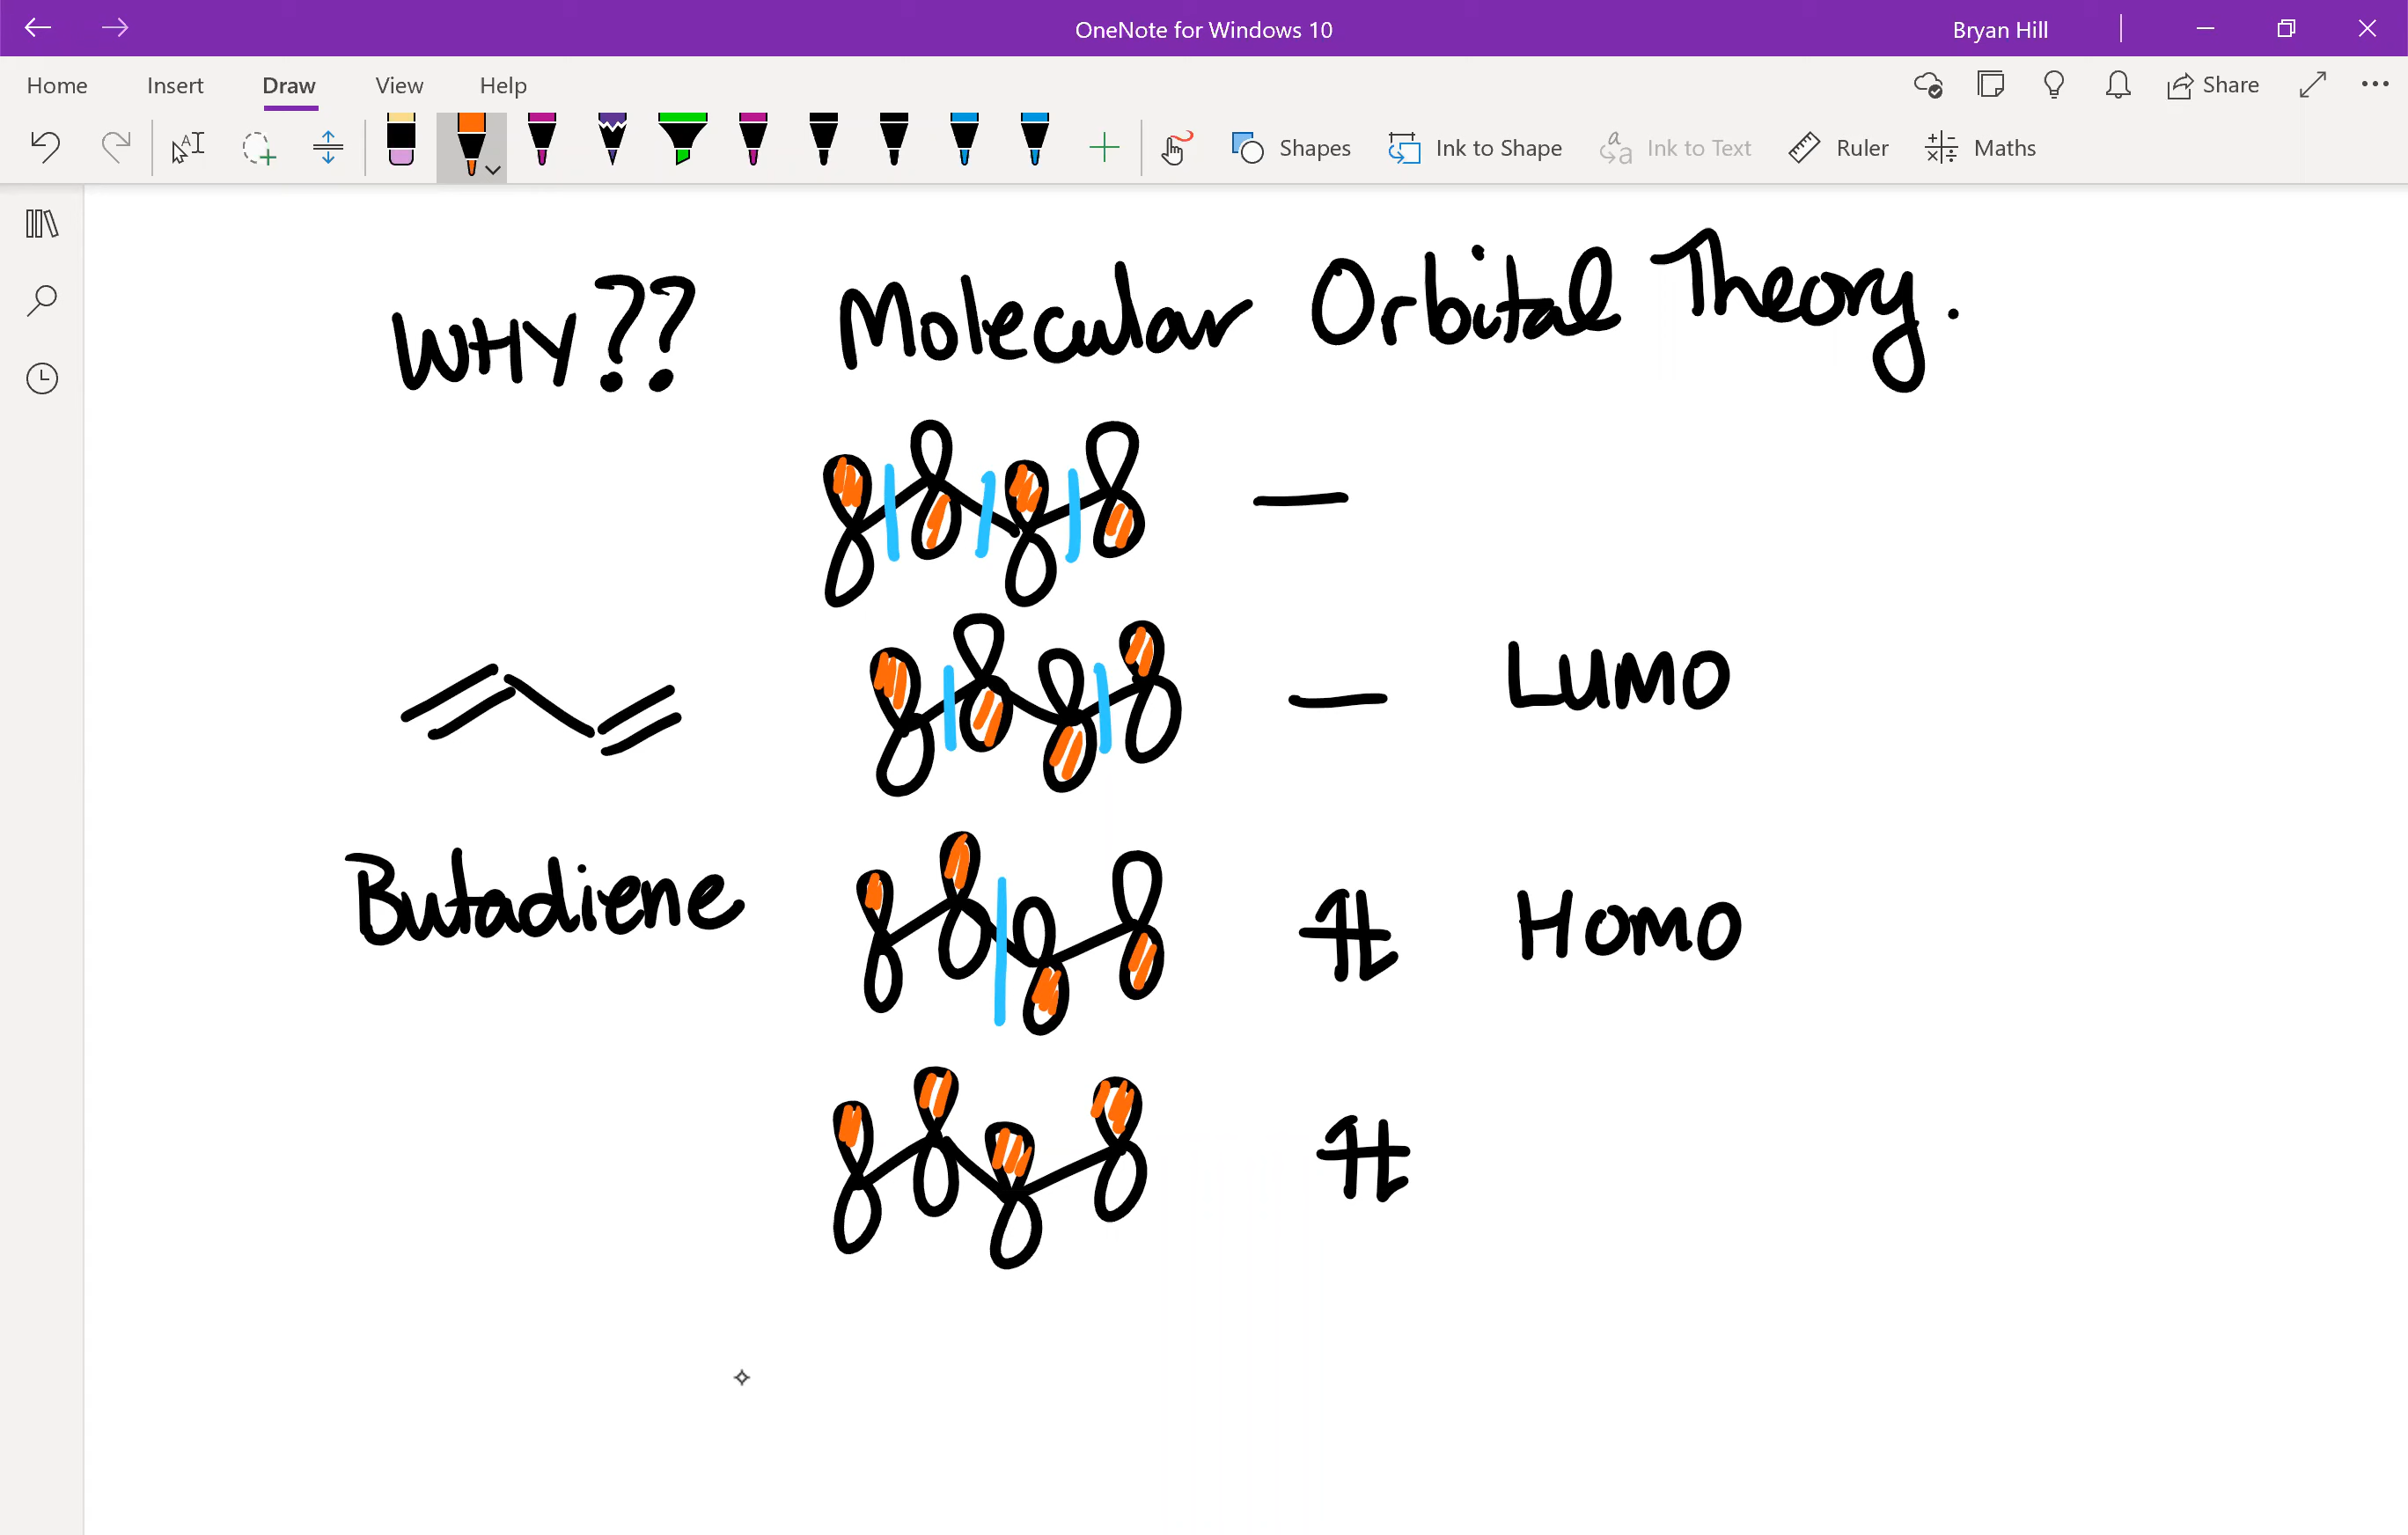 OneNote for Windows 10
Bryan Hill
Home Insert Draw View Help
Share
Shapes Ink to Shape Ink to Text Ruler Maths
WHY?? Molecular Orbital Theory.
LUMO
Butadiene
HOMO